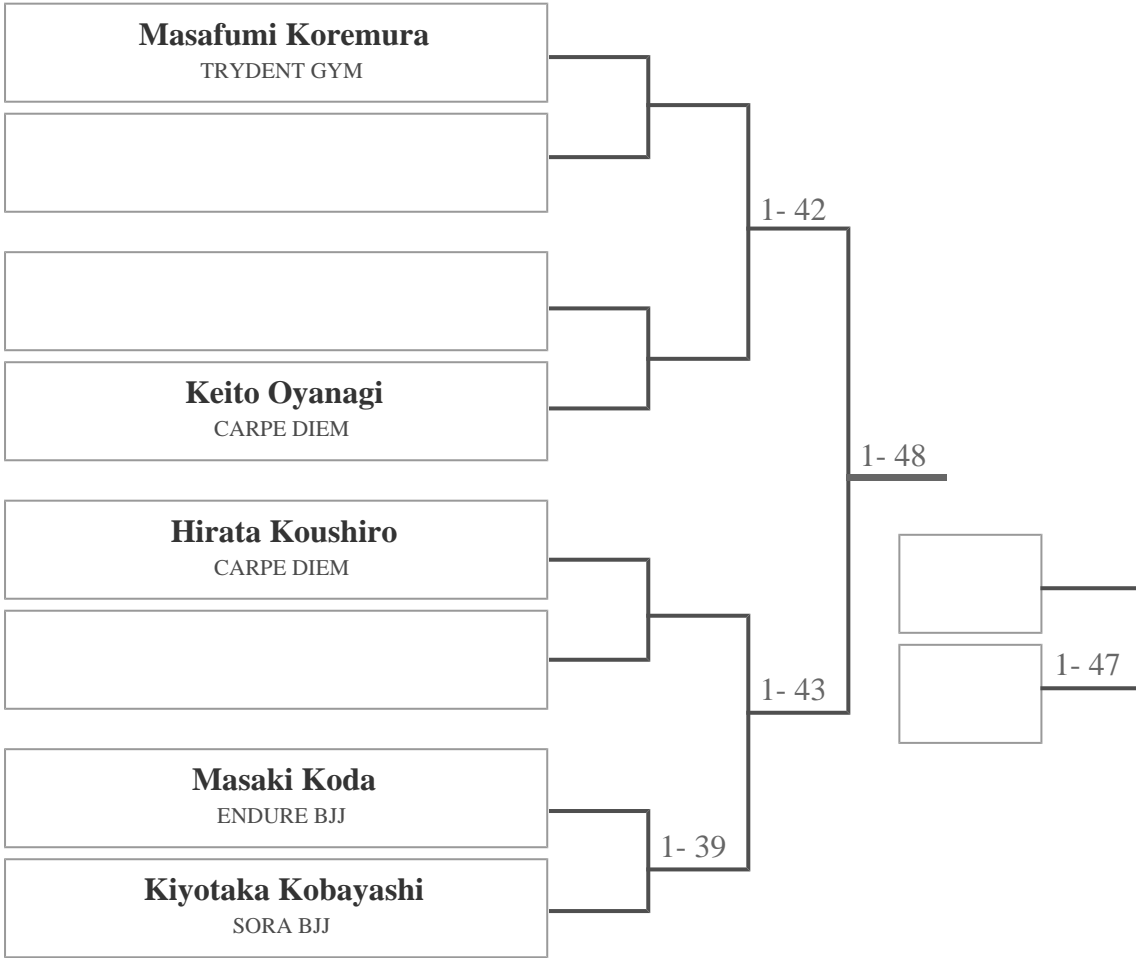 Masafumi Koremura
TRYDENT GYM
1- 42
Keito Oyanagi
CARPE DIEM
1- 48
Hirata Koushiro
CARPE DIEM
1- 47
1- 43
Masaki Koda
ENDURE BJJ
1- 39
Kiyotaka Kobayashi
SORA BJJ